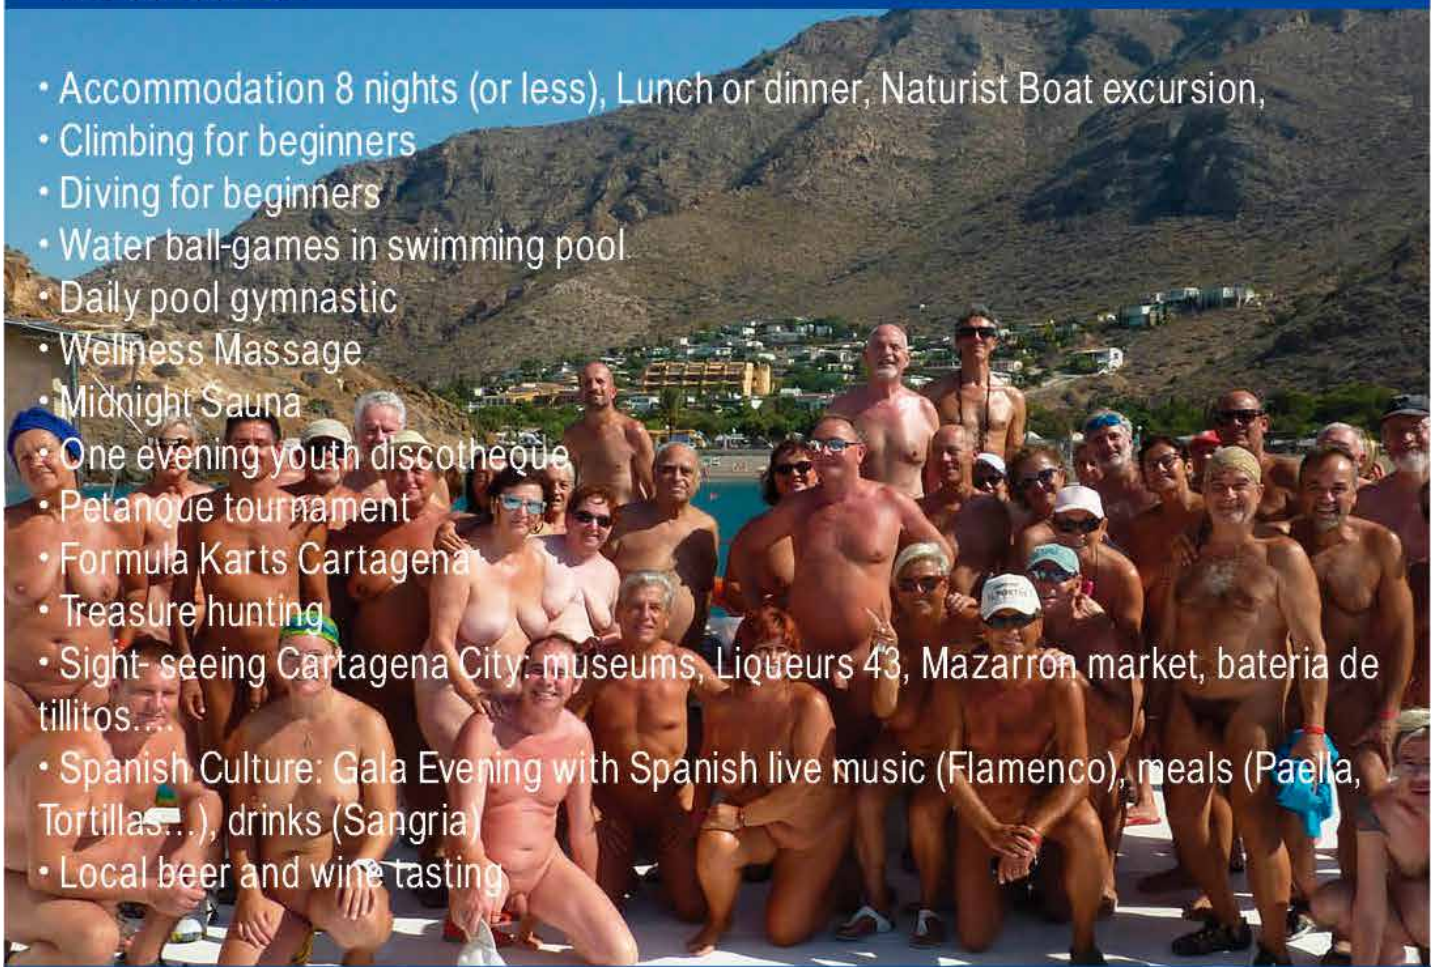 • Accommodation 8 nights (or less), Lunch or dinner, Naturist Boat excursion,
• Climbing for beginners
• Diving for beginners
• Water ball-games in swimming pool
• Daily pool gymnastic
• Wellness Massage
• Midnight Sauna
• One evening youth discotheque
• Petanque tournament
• Formula Karts Cartagena
• Treasure hunting
• Sight- seeing Cartagena City: museums, Liqueurs 43, Mazarron market, bateria de
tillitos....
• Spanish Culture: Gala Evening with Spanish live music (Flamenco), meals (Paella,
Tortillas...), drinks (Sangria)
• Local beer and wine tasting